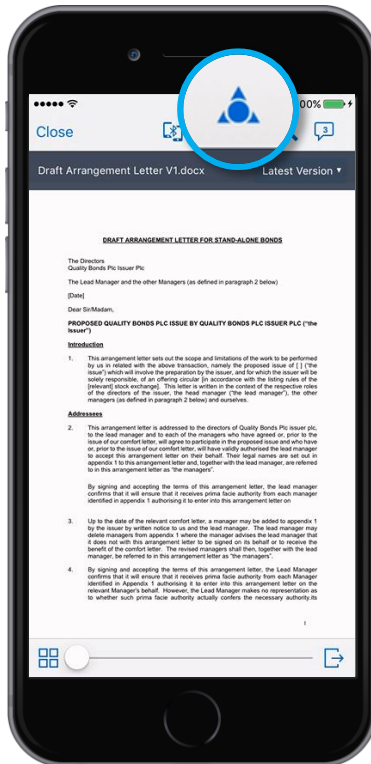 00%
Close
3
Draft Arrangement Letter V1.docx Latest Version
DRAFT ARRANGEMENT LETTER FOR STAND-ALONE BONDS
The Directors
Quality Bonds Plc Issuer Plc
The Lead Manager and the other Managers (as defined in paragraph 2 below)
[Date]
Dear Sir/Madam,
PROPOSED QUALITY BONDS PLC ISSUE BY QUALITY BONDS PLC ISSUER PLC ("the
Issuer")
Introduction
1. This arrangement letter sets out the scope and limitations of the work to be performed
by us in relation with the above transaction, namely the proposed issue of [ ] ("the
issue") which will involve the preparation by the issuer, and for which the issuer will be
solely responsible, of an offering circular [in accordance with the listing rules of the
[relevant] stock exchange]. This letter is written in the context of the respective roles
of the directors of the issuer, the head manager ("the lead manager"), the other
managers (as defined in paragraph 2 below) and ourselves.
Addressees
2. This arrangement letter is addressed to the directors of Quality Bonds Plc issuer plc,
to the lead manager and to each of the managers who have agreed or, prior to the
issue of our comfort letter, will agree to participate in the proposed issue and who have
or, prior to the issue of comfort letter, will have validly authorised the lead manager
to accept this arrangement letter on their behalf. Their legal names are set out in
appendix 1 to this arrangement letter and, together with the lead manager, are referred
to in this arrangement letter as "the managers".
By signing and accepting the terms of this arrangement letter, the lead manager
confirms that it will ensure that it receives prima facie authority from each manager
identified in appendix 1 authorising it to enter into this arrangement letter on
3. Up to the date of the relevant comfort letter, a manager may be added to appendix 1
by the issuer by written notice to us and the lead manager. The lead manager may
delete managers from appendix 1 where the manager advises the lead manager that
it does not with this arrangement letter to be signed on its behalf or to receive the
benefit of the comfort letter. The revised managers shall then, together with the lead
manager, be referred to in this arrangement letter as "the managers".
4. By signing and accepting the terms of this arrangement letter, the Lead Manager
confirms that it will ensure that it receives prima facie authority from each Manager
identified in Appendix 1 authorising it to enter into this arrangement letter on the
relevant Manager's behalf. However, the Lead Manager makes no representation as
to whether such prima facie authority actually confers the necessary authority,its
1